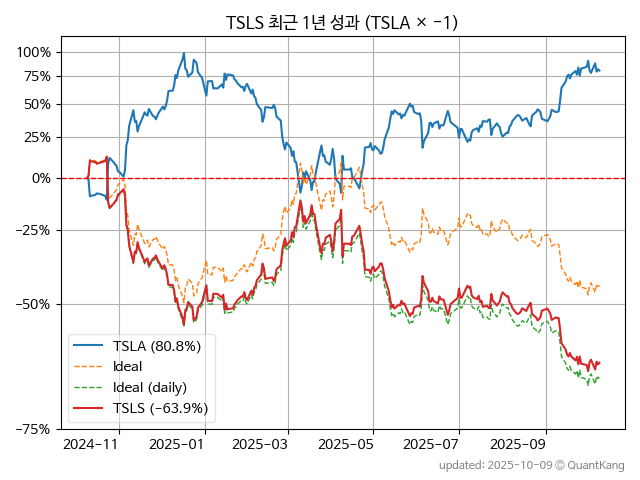 TSLS 최근 1년 성과 (TSLA × −1)
100%
75%
50%
25%
0%
−25%
−50%
−75%
TSLA (80.8%)
Ideal
Ideal (daily)
TSLS (−63.9%)
2024-11
2025-01
2025-03
2025-05
2025-07
2025-09
updated: 2025-10-09 © QuantKang